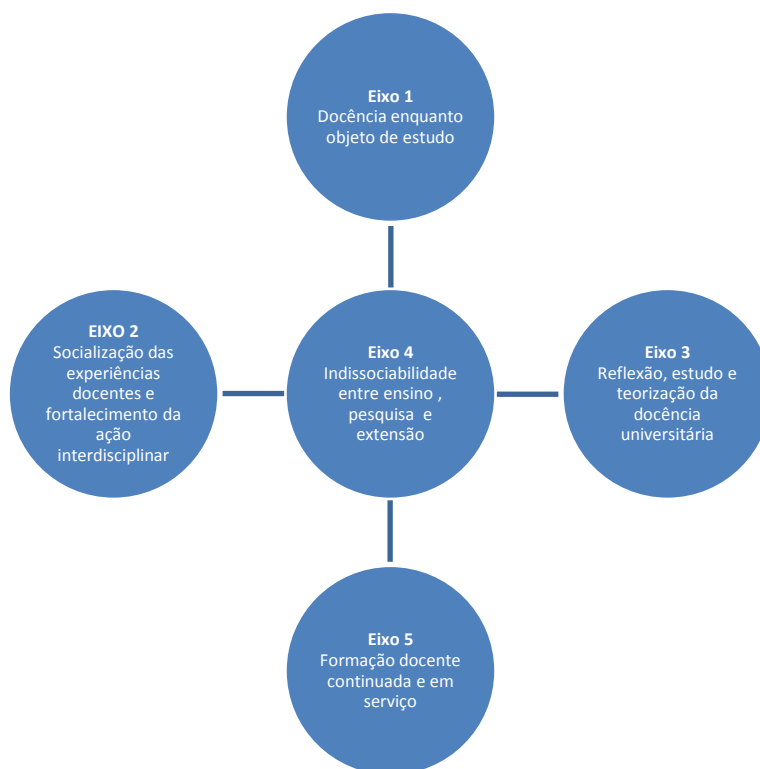 Eixo 1
Docência enquanto
objeto de estudo
EIXO 2
Socialização das
experiências
docentes e
fortalecimento da
ação
interdisciplinar
Eixo 4
Indissociabilidade
entre ensino ,
pesquisa e
extensão
Eixo 3
Reflexão, estudo e
teorização da
docência
universitária
Eixo 5
Formação docente
continuada e em
serviço